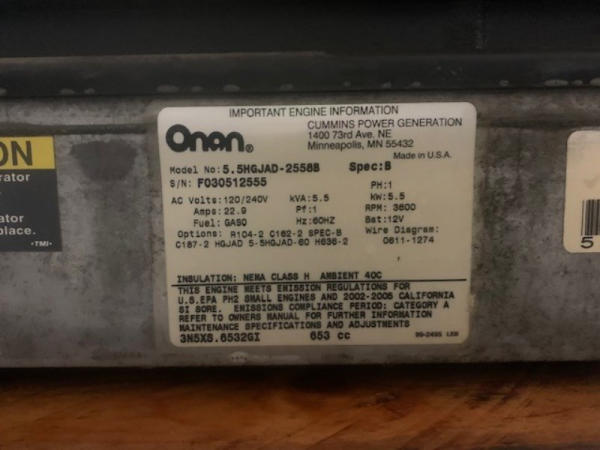 IMPORTANT ENGINE INFORMATION
Onan®
CUMMINS POWER GENERATION
1400 73rd Ave. NE
Minneapolis, MN 55432
Made in U.S.A.
Model No: 5.5HGJAD-2558B Spec: B
S/N: F030512555 PH: 1
AC Volts: 120/240V KVA: 5.5 KW: 5.5
Amps: 22.9 Pf: 1 RPM: 3600
Fuel: GASO Hz: 60HZ Bat: 12V
Options: R104-2 C162-2 SPEC-B Wire Diagram:
C187-2 HGJAD 5-5HGJAD-60 H636-2 0611-1274
INSULATION: NEMA CLASS H AMBIENT 40C
THIS ENGINE MEETS EMISSION REGULATIONS FOR
U.S.EPA PH2 SMALL ENGINES AND 2002-2005 CALIFORNIA
SI SORE. EMISSIONS COMPLIANCE PERIOD: CATEGORY A
REFER TO OWNERS MANUAL FOR FURTHER INFORMATION
MAINTENANCE SPECIFICATIONS AND ADJUSTMENTS
3N5XS.6532GI 653 cc 99-2495
ON
rator
ator
place.
-TMI-
5